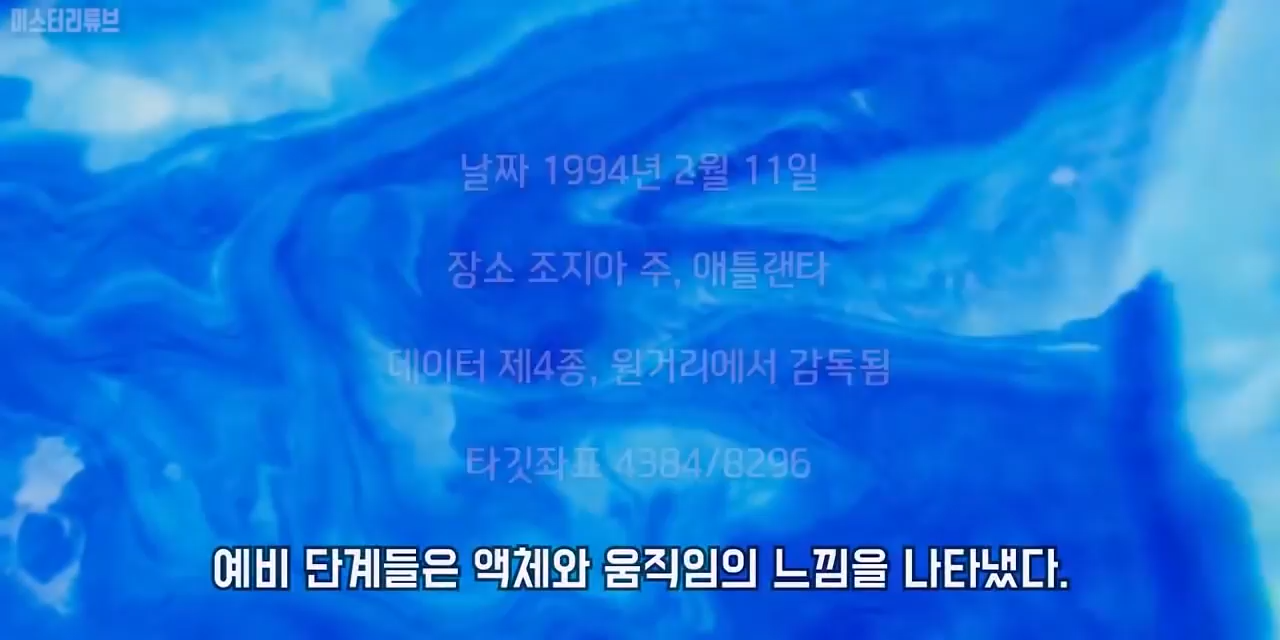 미스터리튜브
날짜 1994년 2월 11일
장소 조지아 주, 애틀랜타
데이터 제4종, 원거리에서 감독됨
타깃좌표 4384/8296
예비 단계들은 액체와 움직임의 느낌을 나타냈다.